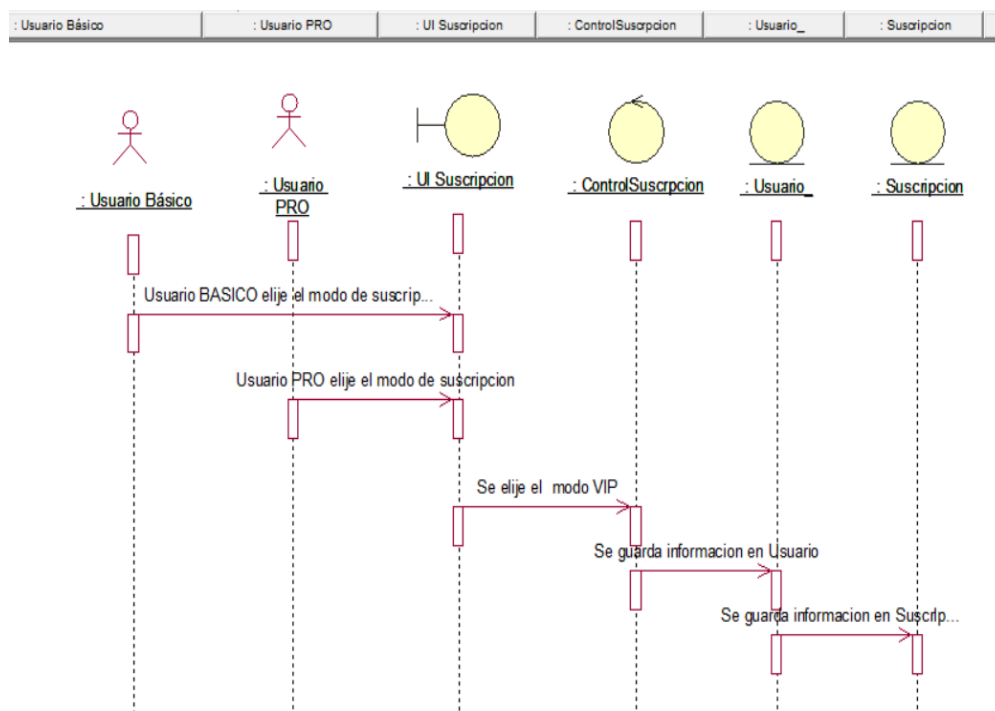 : Usuario Básico
: Usuario PRO
: UI Suscripcion
: ControlSuscrpcion
: Usuario_
: Suscripcion
: Usuario Básico
: Usuario
PRO
: UI Suscripcion
: ControlSuscrpcion
: Usuario_
: Suscripcion
Usuario BASICO elije el modo de suscrip...
Usuario PRO elije el modo de suscripcion
Se elije el modo VIP
Se guarda informacion en Usuario
Se guarda informacion en Suscrip...